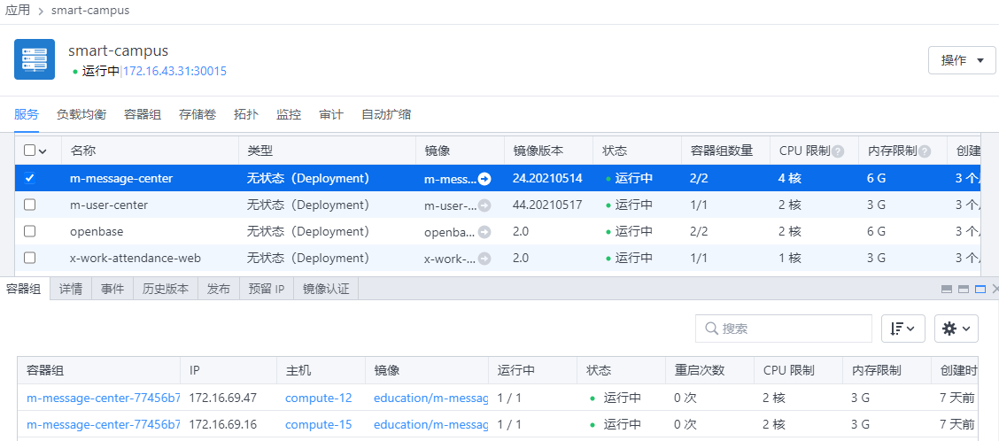 应用 > smart-campus
smart-campus
运行中|172.16.43.31:30015
操作
服务 负载均衡 容器组 存储卷 拓扑 监控 审计 自动扩缩
名称 类型 镜像 镜像版本 状态 容器组数量 CPU 限制 ? 内存限制 ? 创建
m-message-center 无状态（Deployment） m-mess... 24.20210514 运行中 2/2 4 核 6 G 3 个
m-user-center 无状态（Deployment） m-user-... 44.20210517 运行中 1/1 2 核 3 G 3 个
openbase 无状态（Deployment） openba... 2.0 运行中 2/2 2 核 6 G 3 个
x-work-attendance-web 无状态（Deployment） x-work-... 2.0 运行中 1/1 1 核 3 G 3 个
容器组 详情 事件 历史版本 发布 预留 IP 镜像认证
搜索
容器组 IP 主机 镜像 运行中 状态 重启次数 CPU 限制 内存限制 创建时
m-message-center-77456b7 172.16.69.47 compute-12 education/m-messag 1 / 1 运行中 0 次 2 核 3 G 7 天前
m-message-center-77456b7 172.16.69.16 compute-15 education/m-messag 1 / 1 运行中 0 次 2 核 3 G 7 天前